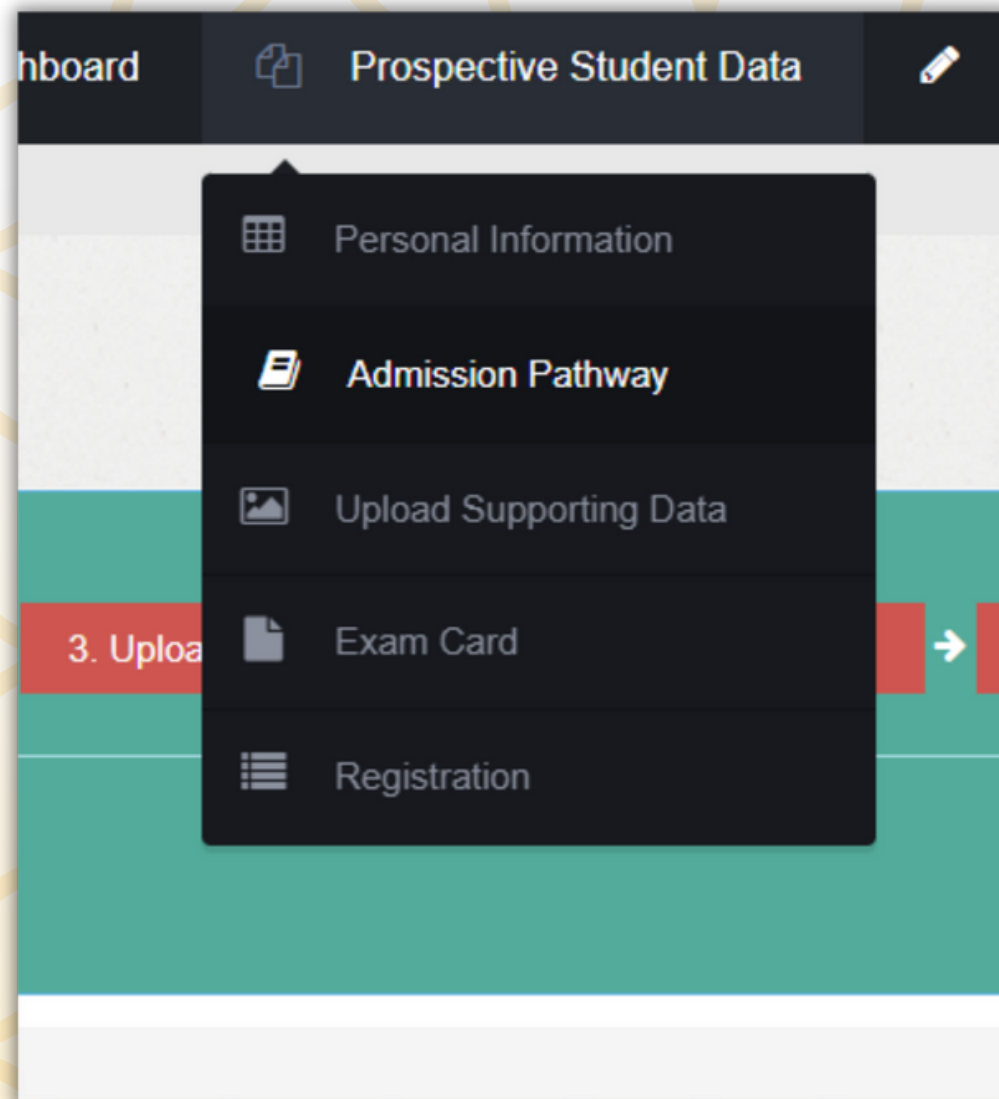 hboard
Prospective Student Data
Personal Information
Admission Pathway
Upload Supporting Data
3. Uploa
Exam Card
Registration